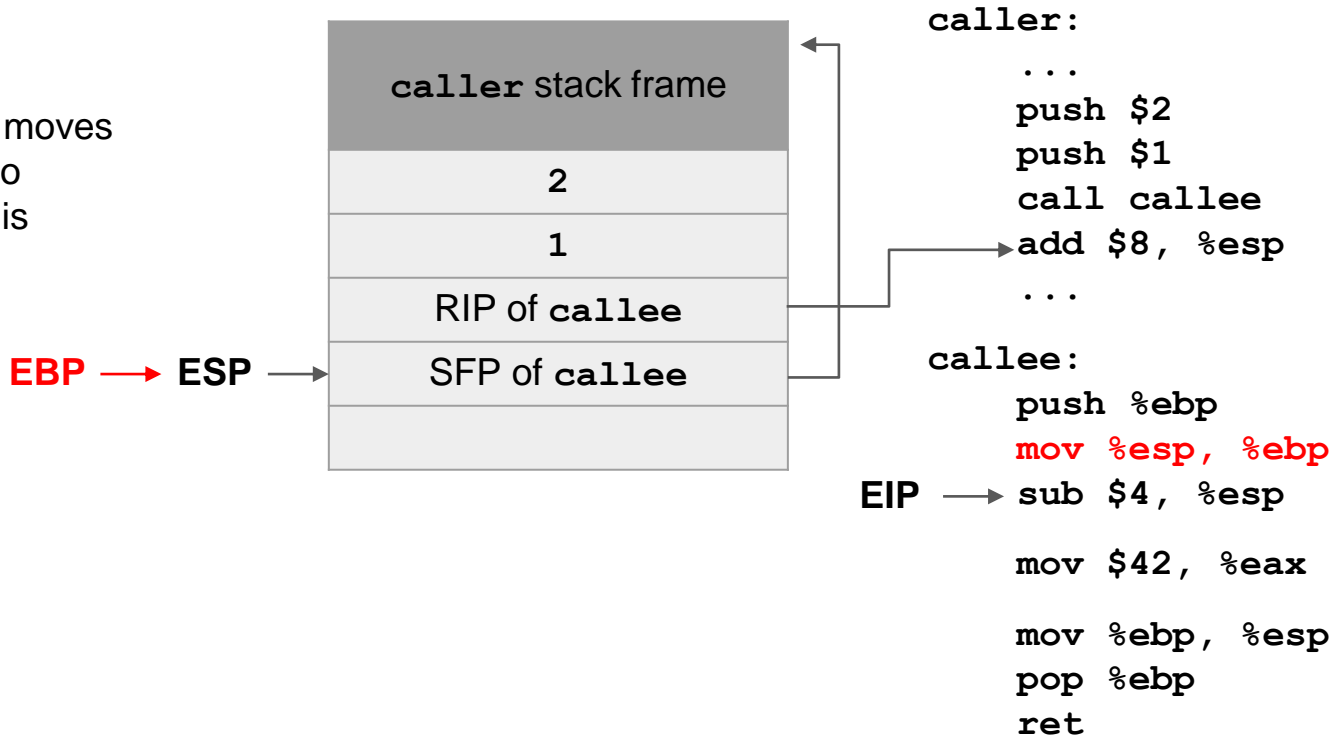 moves
o
is
caller stack frame
2
1
RIP of callee
SFP of callee
EBP
ESP
caller:
...
push $2
push $1
call callee
add $8, %esp
...
callee:
push %ebp
mov %esp, %ebp
EIP
sub $4, %esp
mov $42, %eax
mov %ebp, %esp
pop %ebp
ret